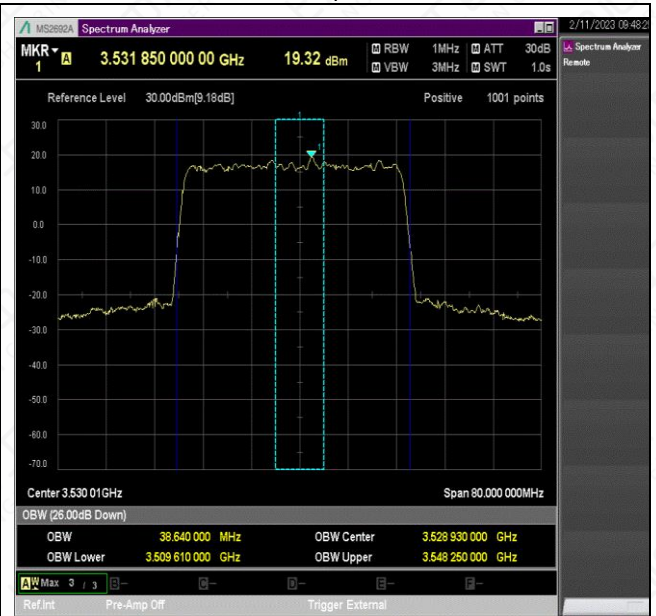 MS2692A Spectrum Analyzer
2/11/2023 09:48:2
MKR 1 A 3.531 850 000 00 GHz 19.32 dBm
M RBW 1MHz M ATT 30dB
M VBW 3MHz M SWT 1.0s
Spectrum Analyzer
Remote
Reference Level 30.00dBm[9.18dB] Positive 1001 points
1
30.0
20.0
1
10.0
0.0
-10.0
-20.0
-30.0
-40.0
-50.0
-60.0
-70.0
Center 3.530 01GHz Span 80.000 000MHz
OBW (26.00dB Down)
OBW 38.640 000 MHz OBW Center 3.528 930 000 GHz
OBW Lower 3.509 610 000 GHz OBW Upper 3.548 250 000 GHz
A W Max 3 / 3 B- C- D- E- F-
Ref.Int Pre-Amp Off Trigger External